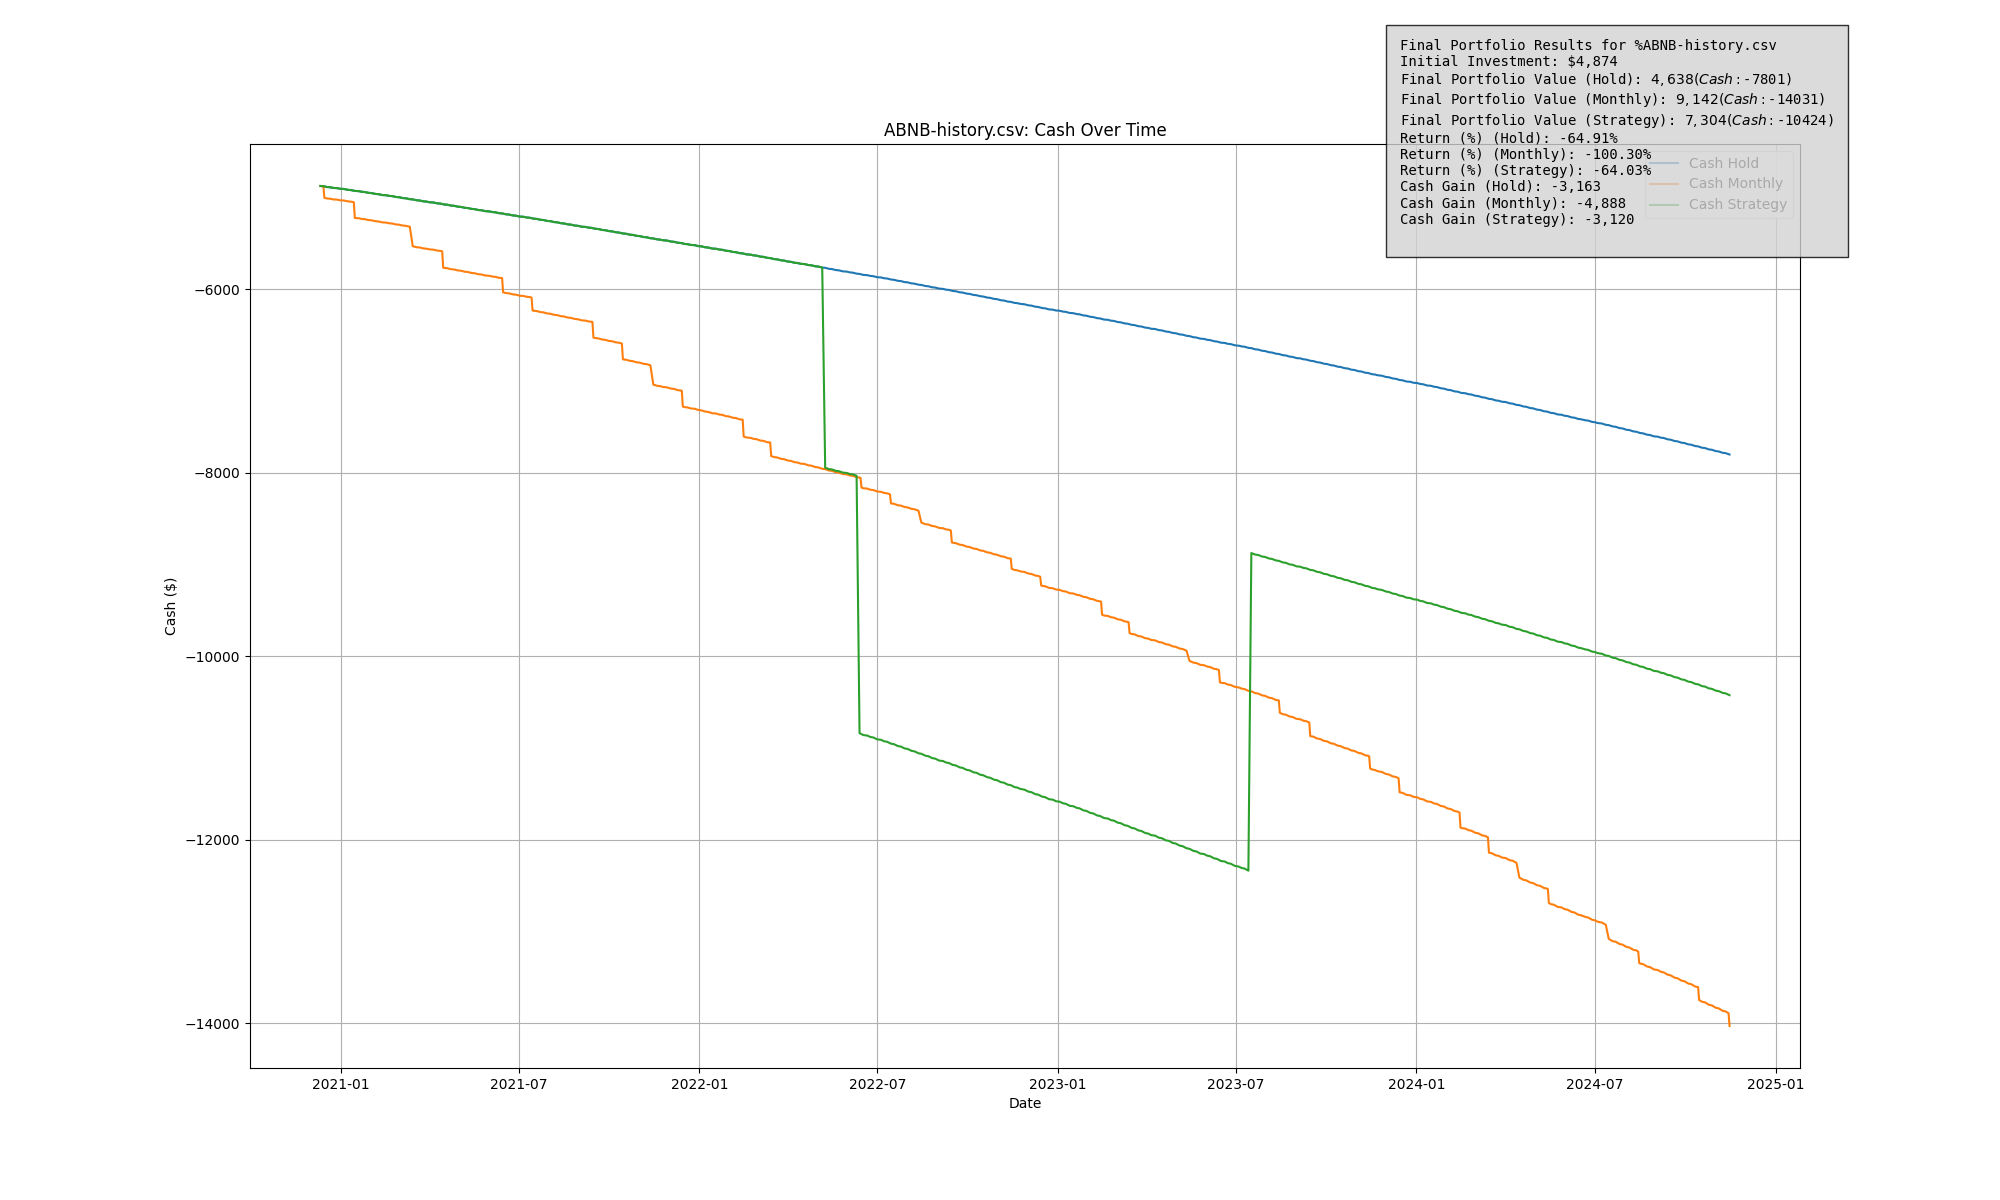 Final Portfolio Results for %ABNB-history.csv
Initial Investment: $4,874
Final Portfolio Value (Hold): 4,638(Cash:-7801)
Final Portfolio Value (Monthly): 9,142(Cash:-14031)
Final Portfolio Value (Strategy): 7,304(Cash:-10424)
Return (%) (Hold): -64.91%
Return (%) (Monthly): -100.30%
Return (%) (Strategy): -64.03%
Cash Gain (Hold): -3,163
Cash Gain (Monthly): -4,888
Cash Gain (Strategy): -3,120
ABNB-history.csv: Cash Over Time
Cash Hold
Cash Monthly
Cash Strategy
Cash ($)
−6000
−8000
−10000
−12000
−14000
2021-01
2021-07
2022-01
2022-07
2023-01
2023-07
2024-01
2024-07
2025-01
Date